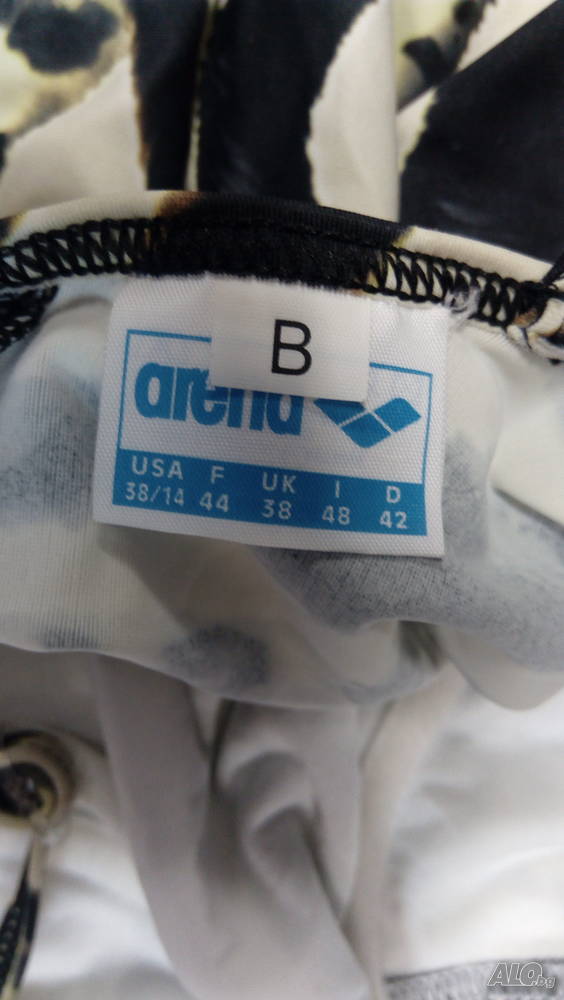 B
arena
USA F UK I D
38/14 44 38 48 42
ALO.bg